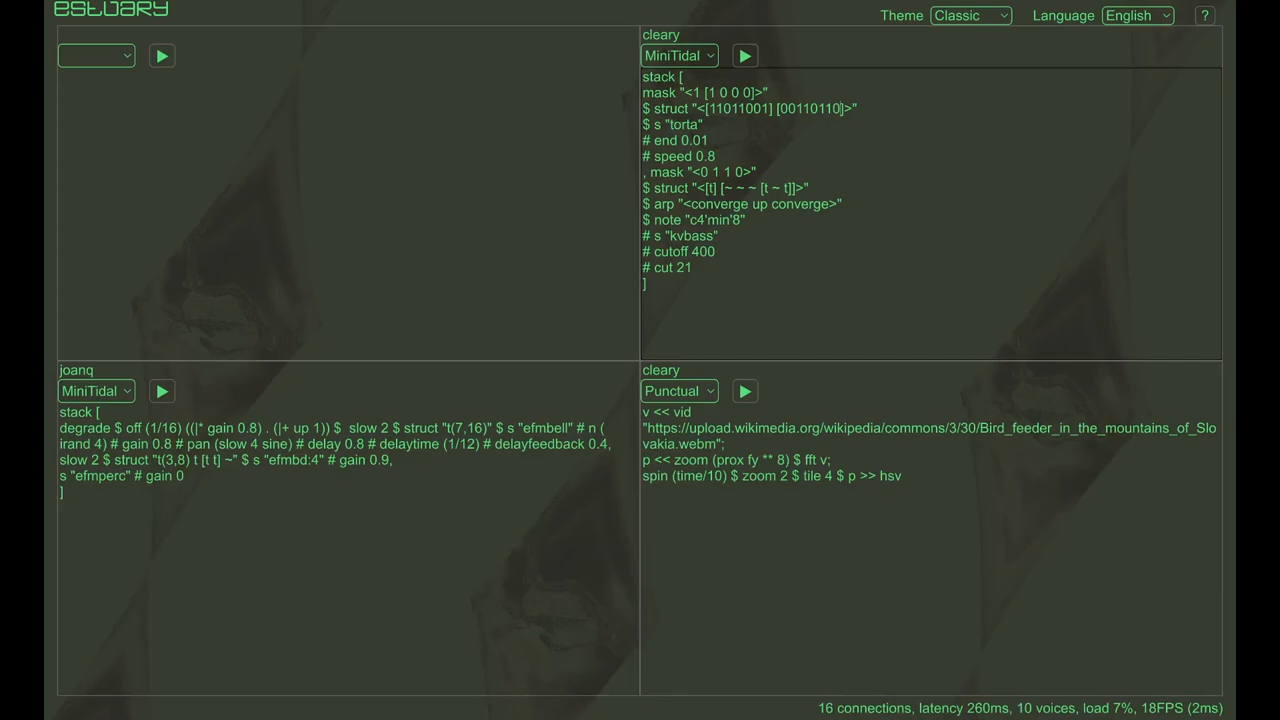 estuary
Theme Classic Language English ?
cleary
MiniTidal
stack [
mask "<1 [1 0 0 0]>"
$ struct "<[11011001] [00110110]>"
$ s "torta"
# end 0.01
# speed 0.8
, mask "<0 1 1 0>"
$ struct "<[t] [~ ~ ~ [t ~ t]]>"
$ arp "<converge up converge>"
$ note "c4'min'8"
# s "kvbass"
# cutoff 400
# cut 21
]
joanq
MiniTidal
stack [
degrade $ off (1/16) ((|* gain 0.8) . (|+ up 1)) $  slow 2 $ struct "t(7,16)" $ s "efmbell" # n (
irand 4) # gain 0.8 # pan (slow 4 sine) # delay 0.8 # delaytime (1/12) # delayfeedback 0.4,
slow 2 $ struct "t(3,8) t [t t] ~" $ s "efmbd:4" # gain 0.9,
s "efmperc" # gain 0
]
cleary
Punctual
v << vid
"https://upload.wikimedia.org/wikipedia/commons/3/30/Bird_feeder_in_the_mountains_of_Slo
vakia.webm";
p << zoom (prox fy ** 8) $ fft v;
spin (time/10) $ zoom 2 $ tile 4 $ p >> hsv
16 connections, latency 260ms, 10 voices, load 7%, 18FPS (2ms)